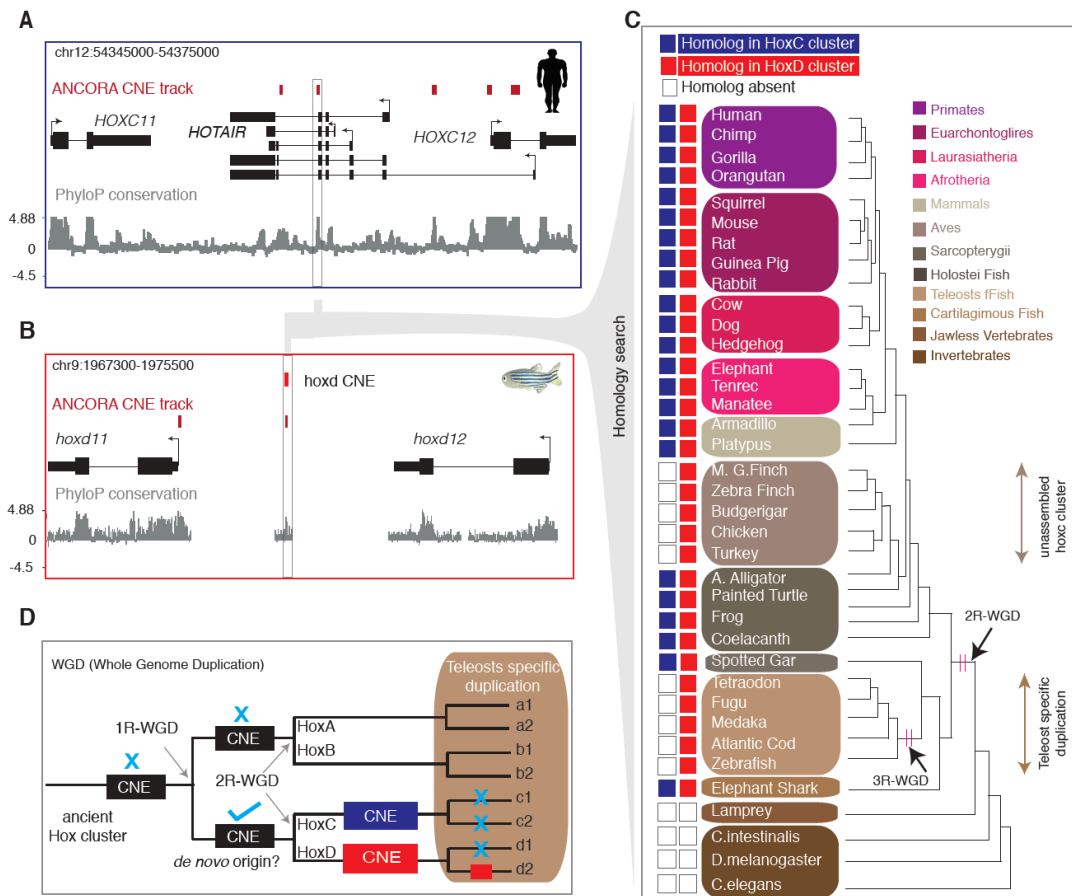 A
chr12:54345000-54375000
ANCORA CNE track
HOXC11
HOTAIR
HOXC12
PhyloP conservation
4.88
0
-4.5
B
chr9:1967300-1975500
hoxd CNE
ANCORA CNE track
hoxd11
hoxd12
PhyloP conservation
4.88
0
-4.5
D
WGD (Whole Genome Duplication)
Teleosts specific
duplication
1R-WGD
X
CNE
HoxA
HoxB
a1
a2
b1
b2
X
CNE
2R-WGD
ancient
Hox cluster
CNE
de novo origin?
HoxC
HoxD
CNE
CNE
X
c1
X
c2
X
d1
d2
Homology search
C
Homolog in HoxC cluster
Homolog in HoxD cluster
Homolog absent
Human
Chimp
Gorilla
Orangutan
Squirrel
Mouse
Rat
Guinea Pig
Rabbit
Cow
Dog
Hedgehog
Elephant
Tenrec
Manatee
Armadillo
Platypus
M. G.Finch
Zebra Finch
Budgerigar
Chicken
Turkey
A. Alligator
Painted Turtle
Frog
Coelacanth
Spotted Gar
Tetraodon
Fugu
Medaka
Atlantic Cod
Zebrafish
Elephant Shark
Lamprey
C.intestinalis
D.melanogaster
C.elegans
Primates
Euarchontoglires
Laurasiatheria
Afrotheria
Mammals
Aves
Sarcopterygii
Holostei Fish
Teleosts fFish
Cartilagimous Fish
Jawless Vertebrates
Invertebrates
unassembled
hoxc cluster
2R-WGD
3R-WGD
Teleost specific
duplication